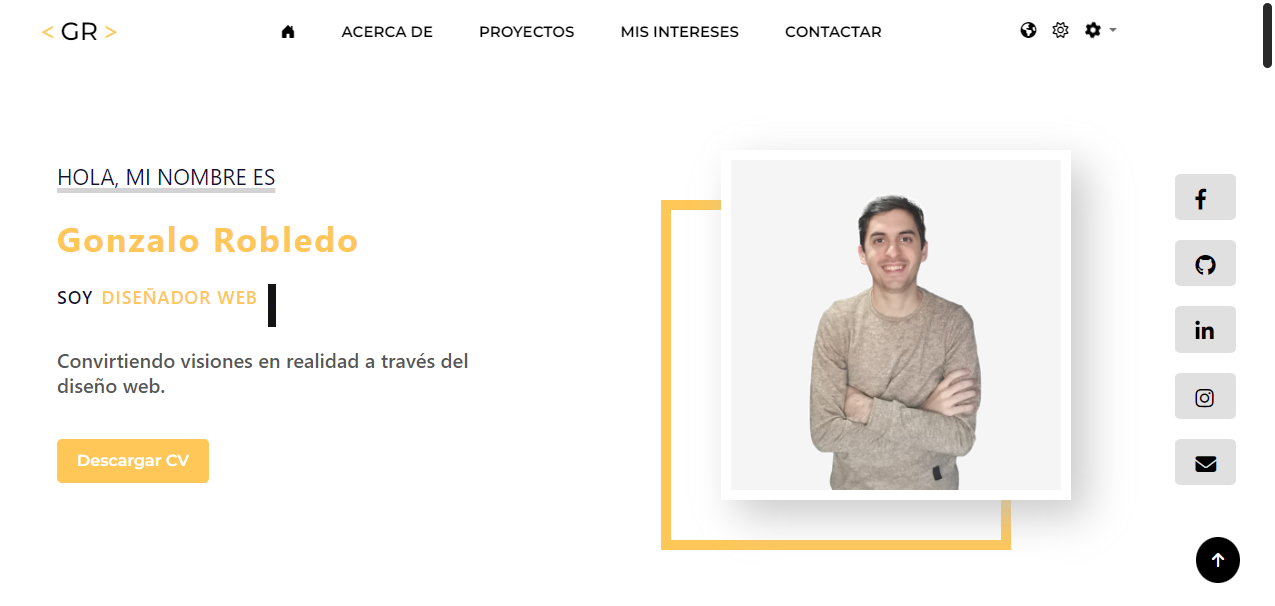 < GR >
ACERCA DE
PROYECTOS
MIS INTERESES
CONTACTAR
HOLA, MI NOMBRE ES
Gonzalo Robledo
SOY DISEÑADOR WEB
Convirtiendo visiones en realidad a través del
diseño web.
Descargar CV